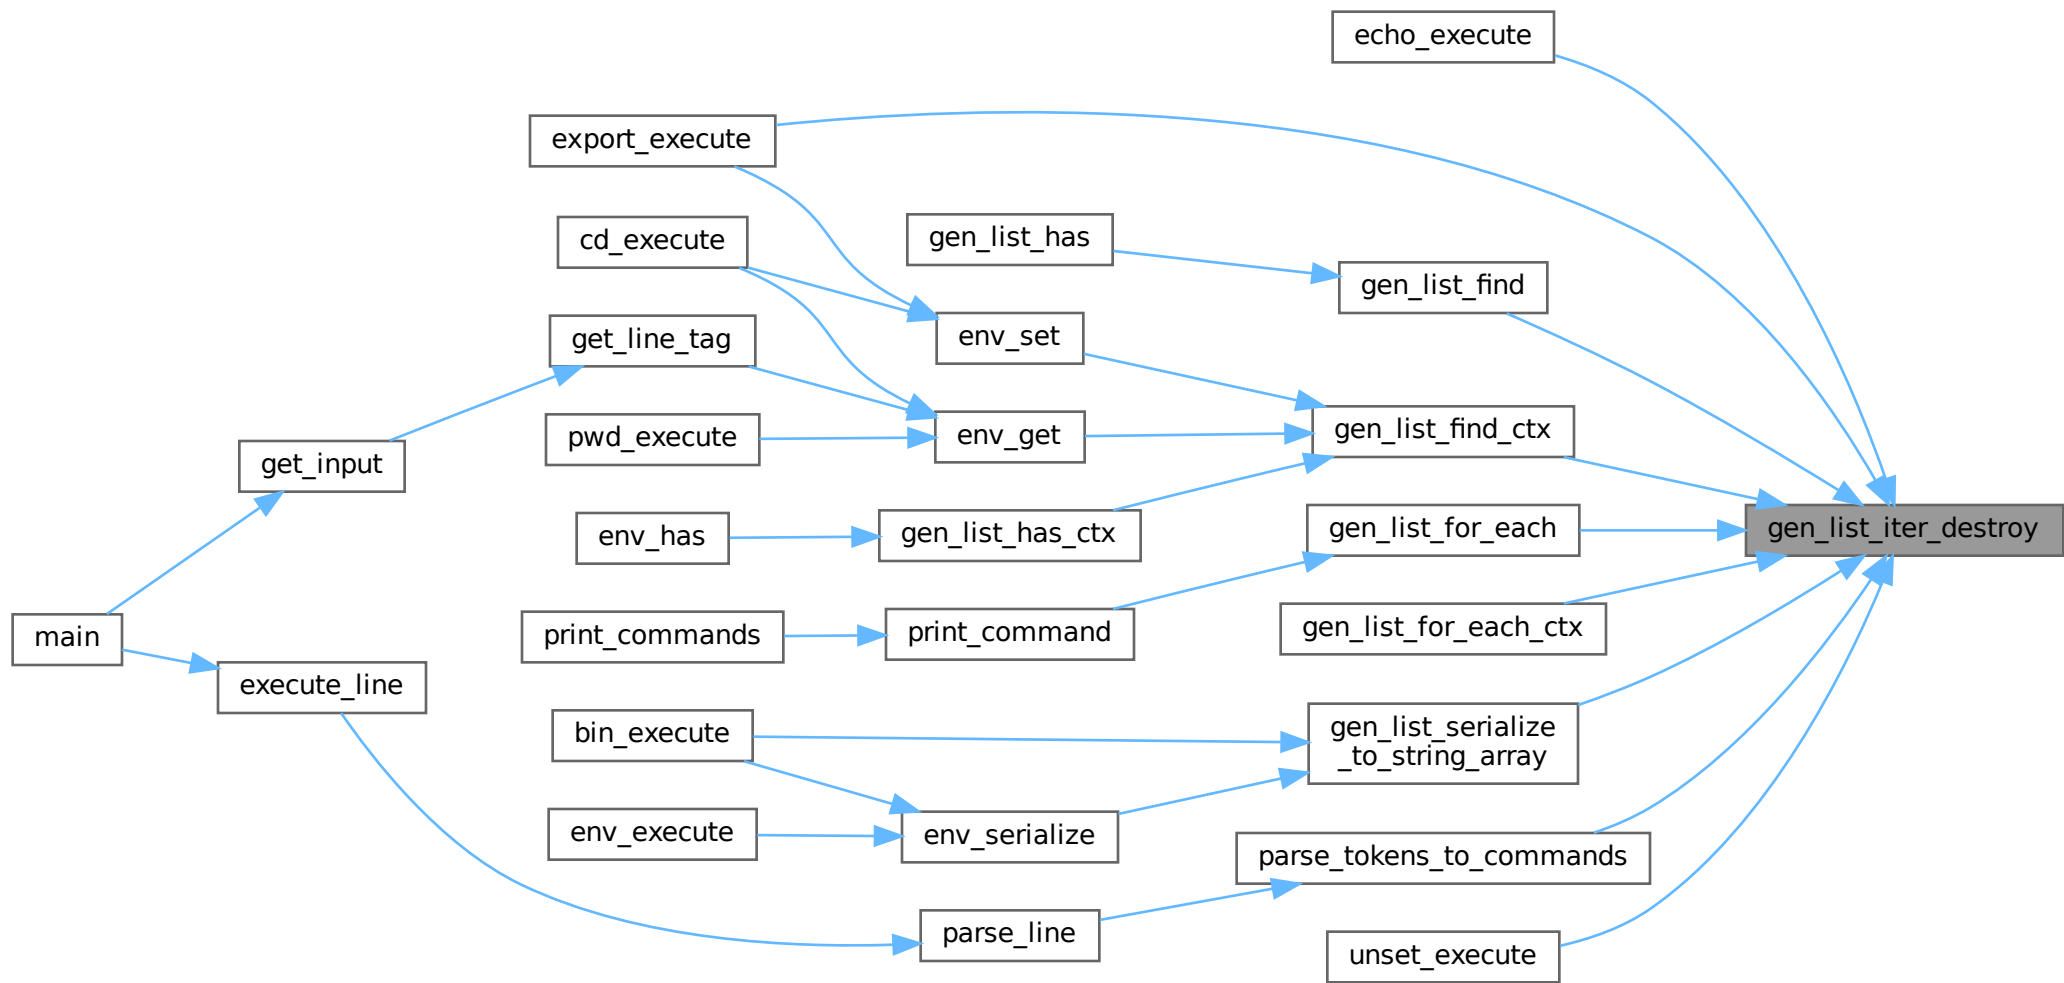 echo_execute
export_execute
cd_execute
gen_list_has
gen_list_find
get_line_tag
env_set
pwd_execute
env_get
gen_list_find_ctx
get_input
env_has
gen_list_has_ctx
gen_list_for_each
gen_list_iter_destroy
main
print_commands
print_command
gen_list_for_each_ctx
execute_line
bin_execute
gen_list_serialize
_to_string_array
env_execute
env_serialize
parse_tokens_to_commands
parse_line
unset_execute